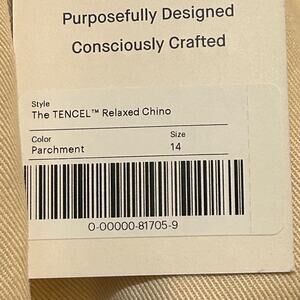 Purposefully Designed
Consciously Crafted
Style
The TENCEL™ Relaxed Chino
Color Size
Parchment 14
0-00000-81705-9